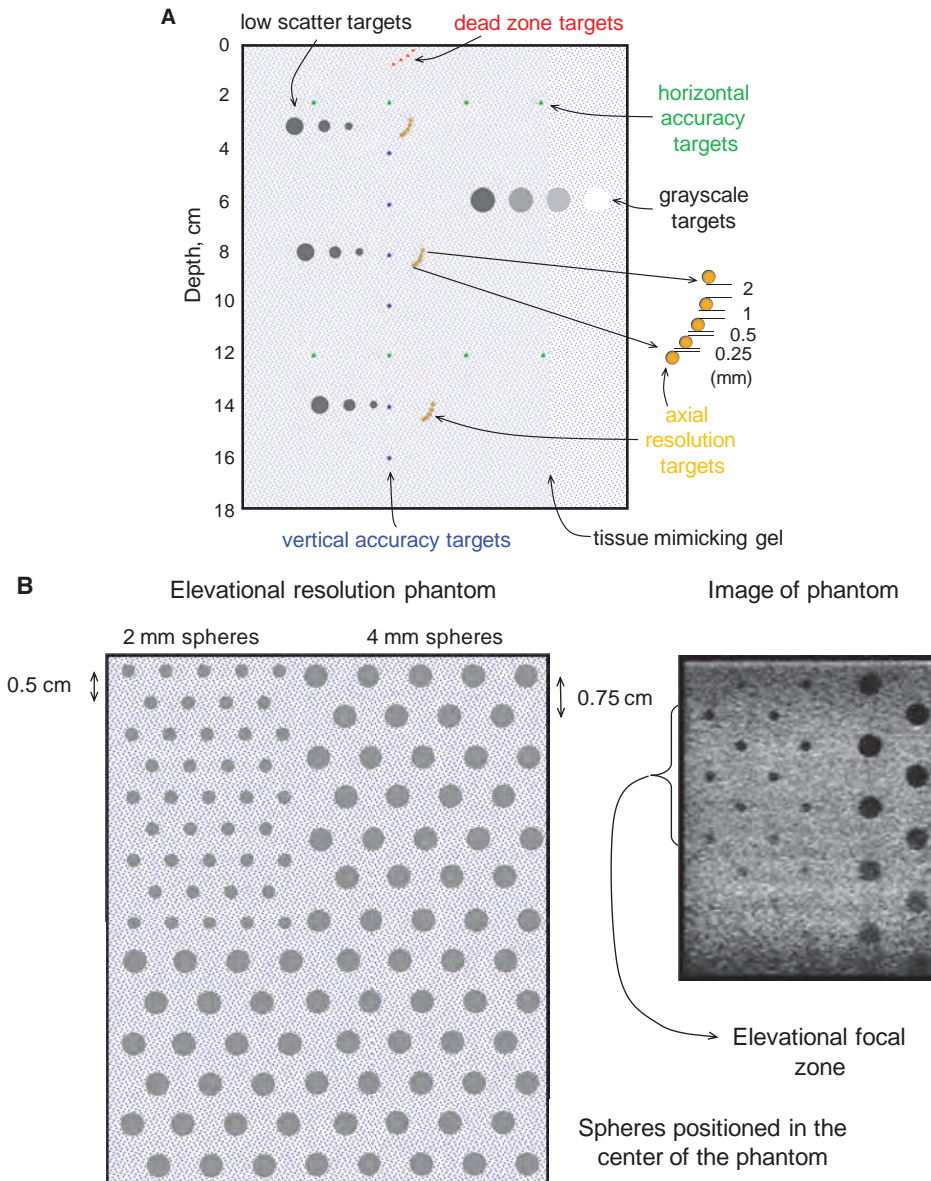 A
low scatter targets
dead zone targets
0
2
4
6
8
10
12
14
16
18
Depth, cm
horizontal
accuracy
targets
grayscale
targets
2
1
0.5
0.25
(mm)
axial
resolution
targets
vertical accuracy targets
tissue mimicking gel
B
Elevational resolution phantom
Image of phantom
2 mm spheres
4 mm spheres
0.5 cm
0.75 cm
Elevational focal
zone
Spheres positioned in the
center of the phantom